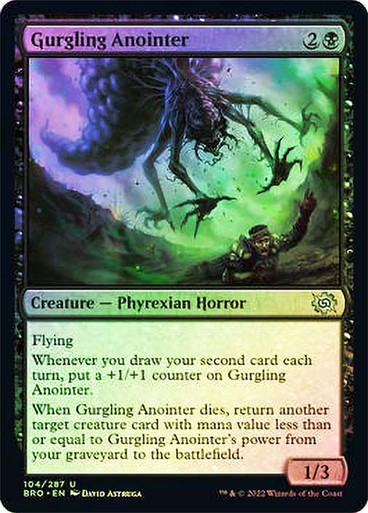 Gurgling Anointer 2
Creature — Phyrexian Horror
Flying
Whenever you draw your second card each
turn, put a +1/+1 counter on Gurgling
Anointer.
When Gurgling Anointer dies, return another
target creature card with mana value less than
or equal to Gurgling Anointer's power from
your graveyard to the battlefield.
1/3
104/287 U
BRO • EN DAVID ASTRUGA
™ & © 2022 Wizards of the Coast